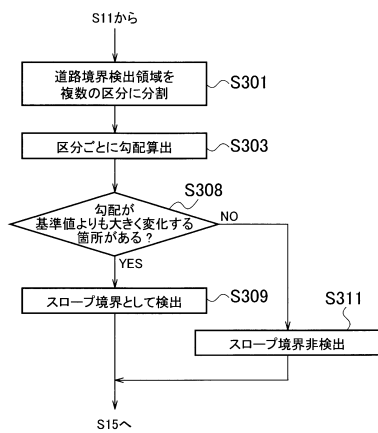 S11から
道路境界検出領域を
複数の区分に分割
S301
区分ごとに勾配算出
S303
S308
勾配が
基準値よりも大きく変化する
箇所がある?
NO
YES
スロープ境界として検出
S309
S311
スロープ境界非検出
S15へ